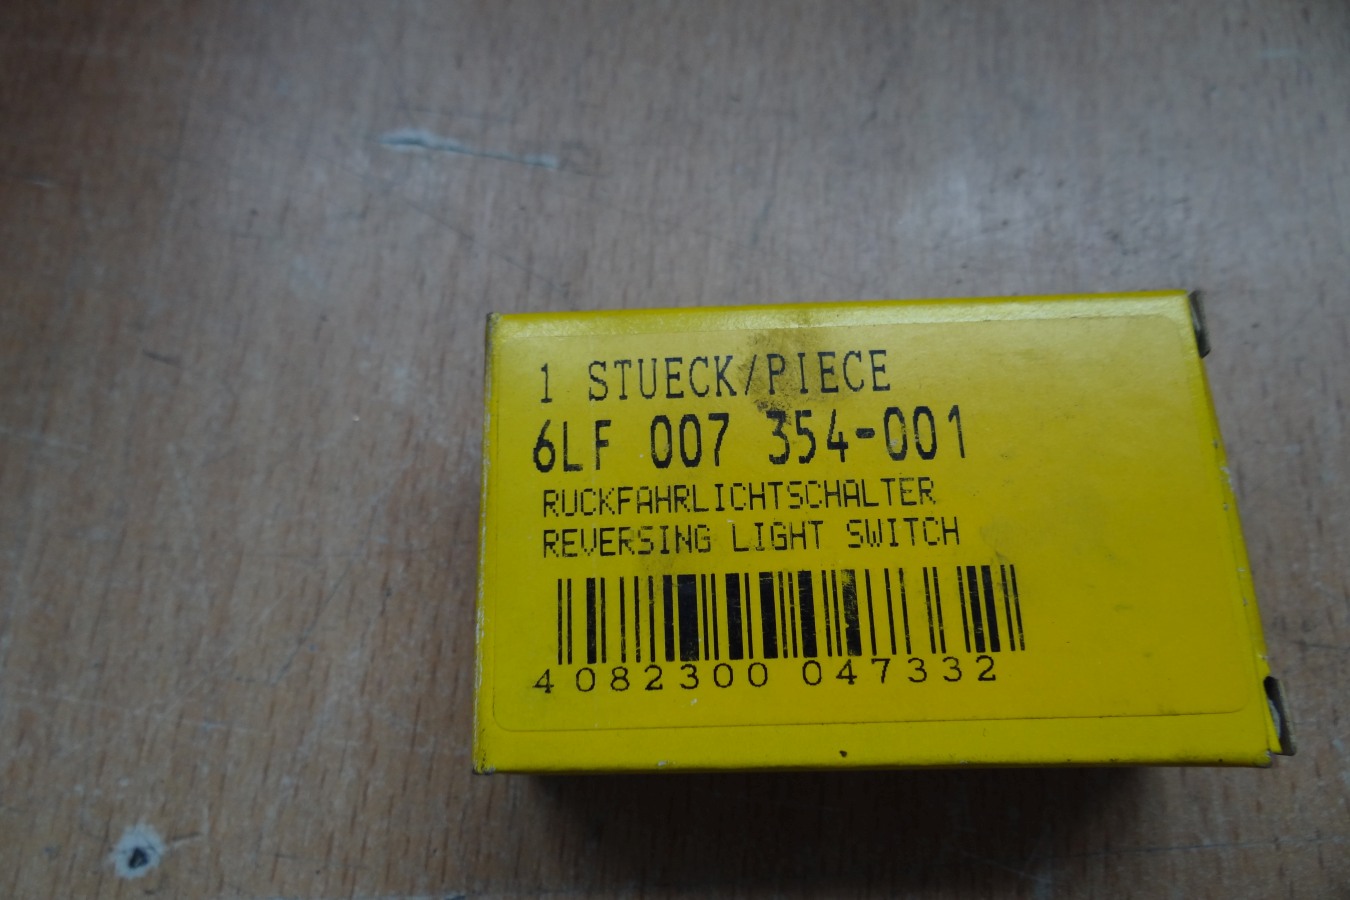 1 STUECK/PIECE
6LF 007 354-001
RUCKFAHRLICHTSCHALTER
REVERSING LIGHT SWITCH
4 082300 047332